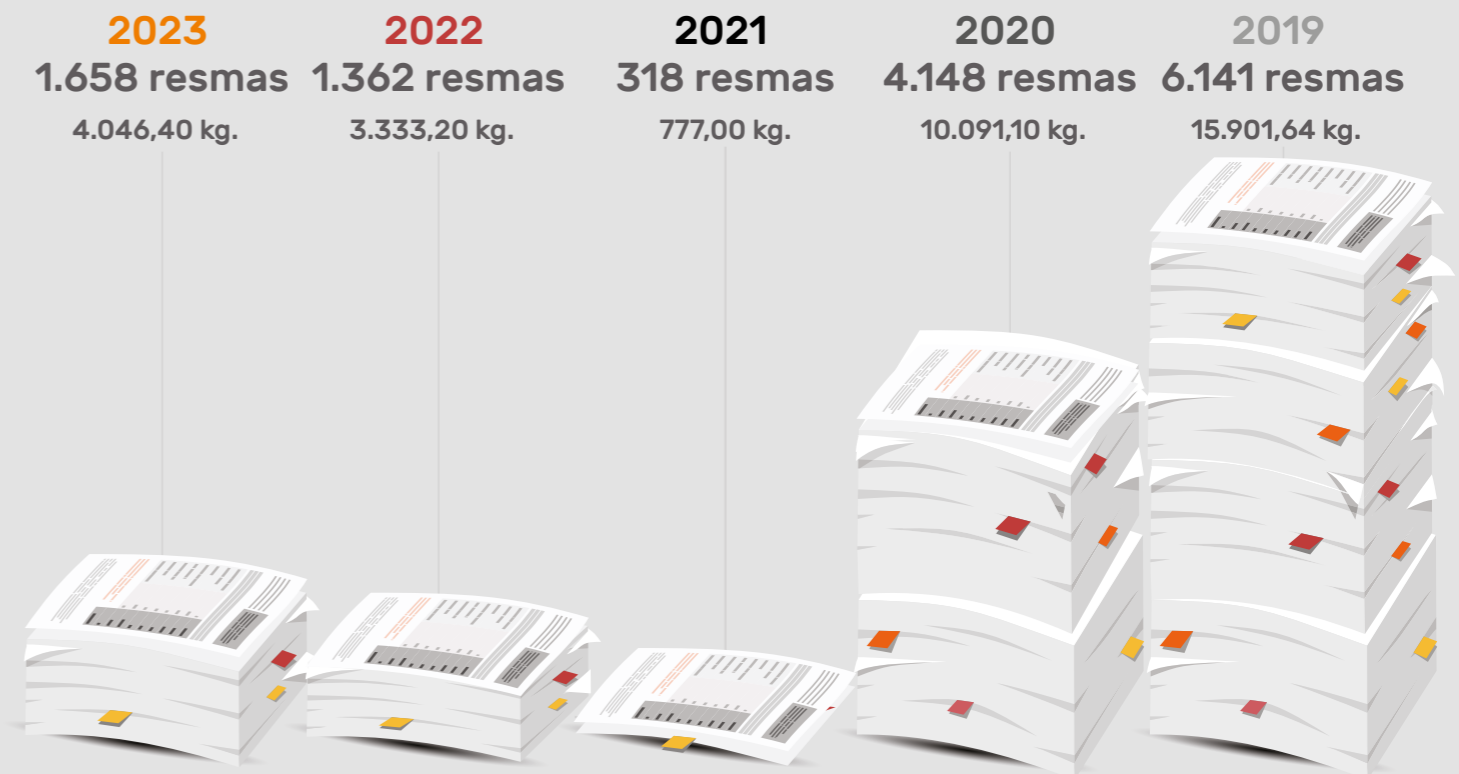 2023
1.658 resmas
4.046,40 kg.
2022
1.362 resmas
3.333,20 kg.
2021
318 resmas
777,00 kg.
2020
4.148 resmas
10.091,10 kg.
2019
6.141 resmas
15.901,64 kg.